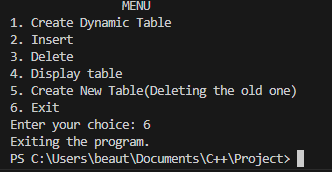 MENU
1. Create Dynamic Table
2. Insert
3. Delete
4. Display table
5. Create New Table(Deleting the old one)
6. Exit
Enter your choice: 6
Exiting the program.
PS C:\Users\beaut\Documents\C++\Project>